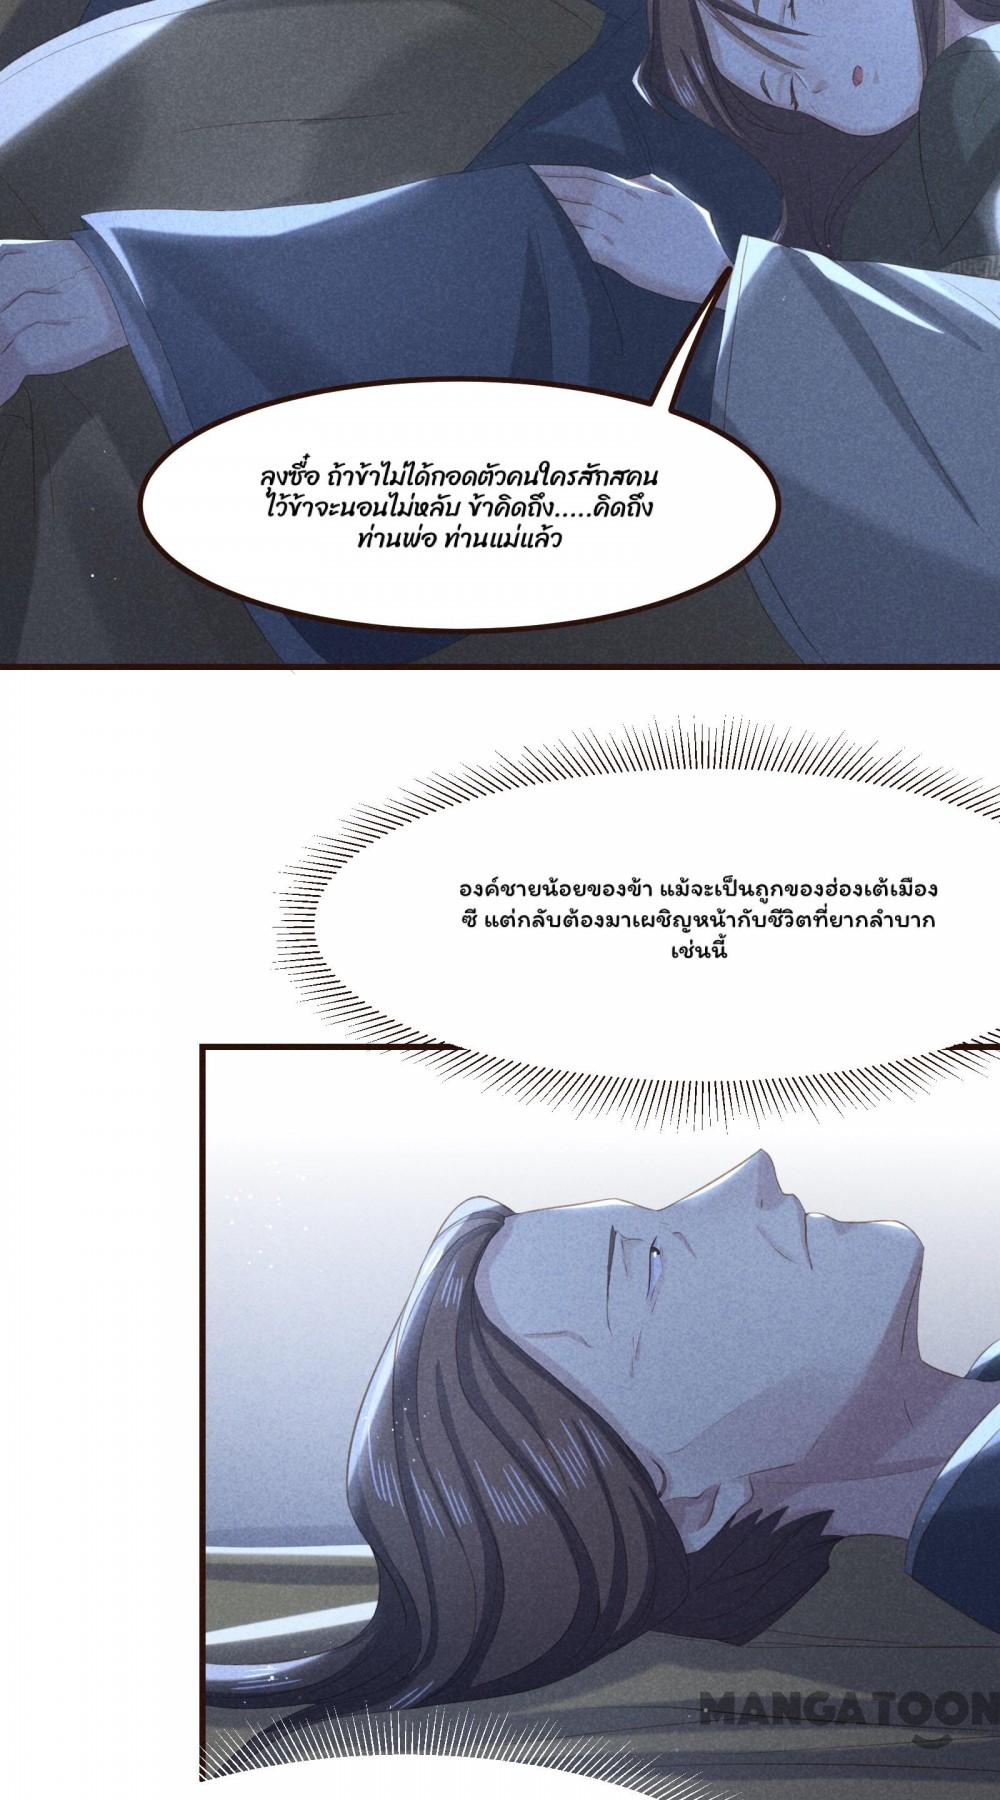 ลุงซื่อ ถ้าข้าไม่ได้กอดตัวคนใครสักสคน
ไว้ข้าจะนอนไม่หลับ ข้าคิดถึง.....คิดถึง
ท่านพ่อ ท่านแม่แล้ว
องค์ชายน้อยของข้า แม้จะเป็นถูกของฮ่องเต้เมือง
ซี แต่กลับต้องมาเผชิญหน้ากับชีวิตที่ยากลำบาก
เช่นนี้
MANGATOON